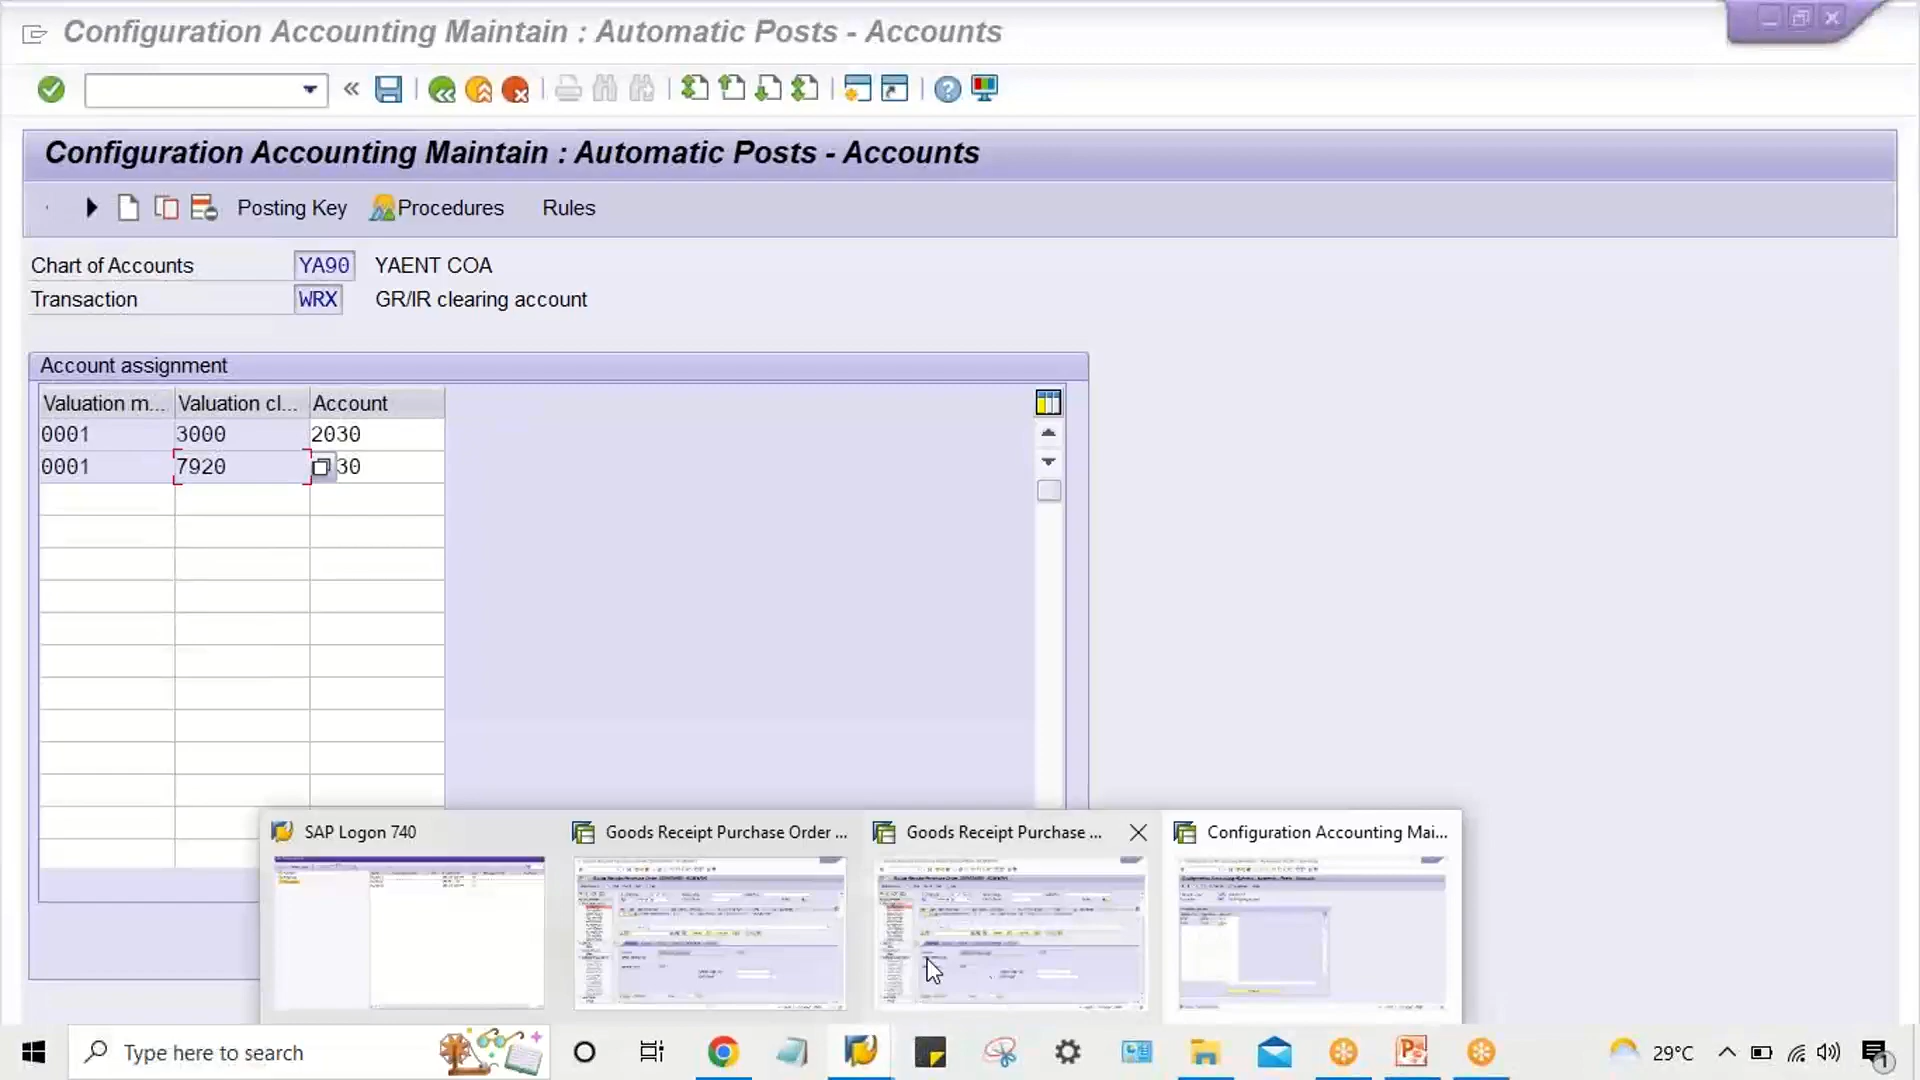 Configuration Accounting Maintain : Automatic Posts - Accounts
Configuration Accounting Maintain : Automatic Posts - Accounts
Posting Key Procedures Rules
Chart of Accounts YA90 YAENT COA
Transaction WRX GR/IR clearing account
Account assignment
Valuation m... Valuation cl... Account
0001 3000 2030
0001 7920 30
SAP Logon 740 Goods Receipt Purchase Order ... Goods Receipt Purchase ... Configuration Accounting Mai...
Type here to search 29°C 1